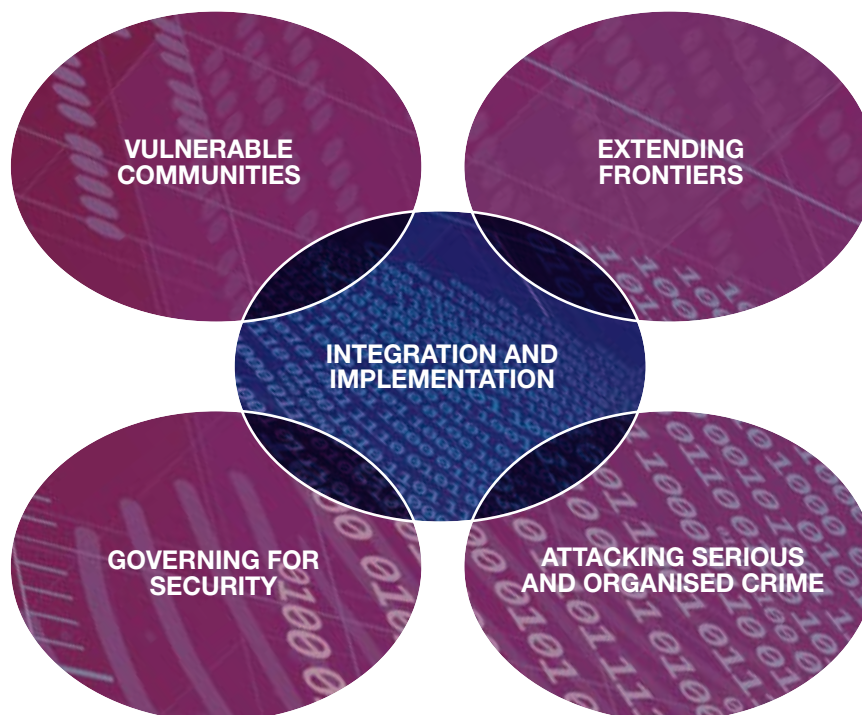 VULNERABLE
COMMUNITIES
EXTENDING
FRONTIERS
INTEGRATION AND
IMPLEMENTATION
GOVERNING FOR
SECURITY
ATTACKING SERIOUS
AND ORGANISED CRIME